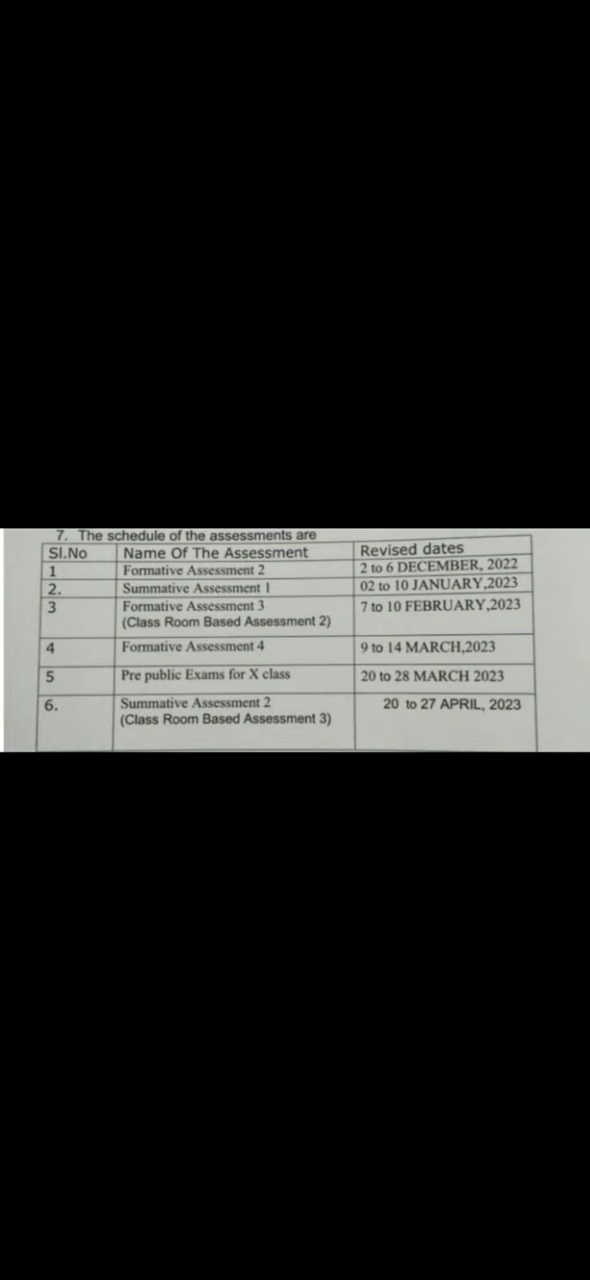 7. The schedule of the assessments are
Sl.No Name Of The Assessment Revised dates
1 Formative Assessment 2 2 to 6 DECEMBER, 2022
2. Summative Assessment 1 02 to 10 JANUARY,2023
3 Formative Assessment 3 7 to 10 FEBRUARY,2023
(Class Room Based Assessment 2)
4 Formative Assessment 4 9 to 14 MARCH,2023
5 Pre public Exams for X class 20 to 28 MARCH 2023
6. Summative Assessment 2 20 to 27 APRIL, 2023
(Class Room Based Assessment 3)